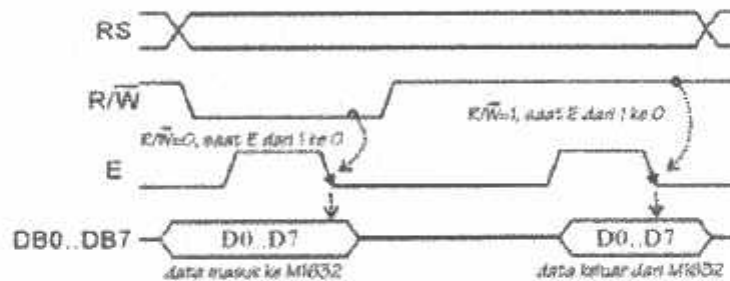 RS
R/W̅
R/W̅=1, saat E dari 1 ke 0
R/W̅=0, saat E dari 1 ke 0
E
DB0..DB7
D0..D7
D0..D7
data masuk ke M1632
data keluar dari M1632